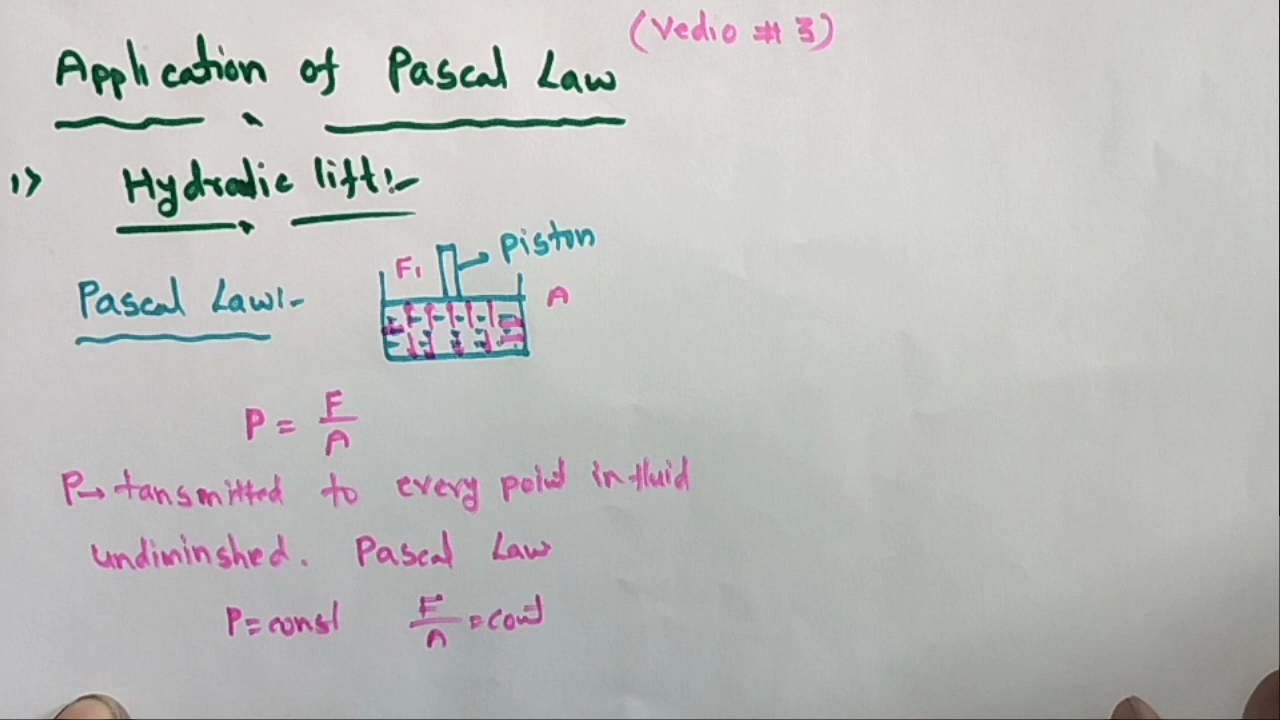 (Vedio # 3)
Application of Pascal Law
1) Hydralic lift:-
Piston
F1
Pascal Law:-
A
P = F/A
P→ tansmitted to every point in fluid
undiminshed. Pascal Law
P = const F/A = const